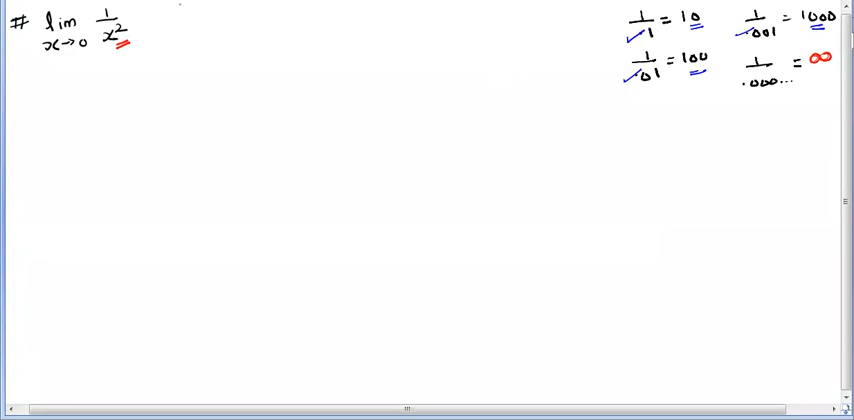 # lim x→0 1/x²
1/.1 = 10
1/.01 = 100
1/.001 = 1000
1/.000... = ∞